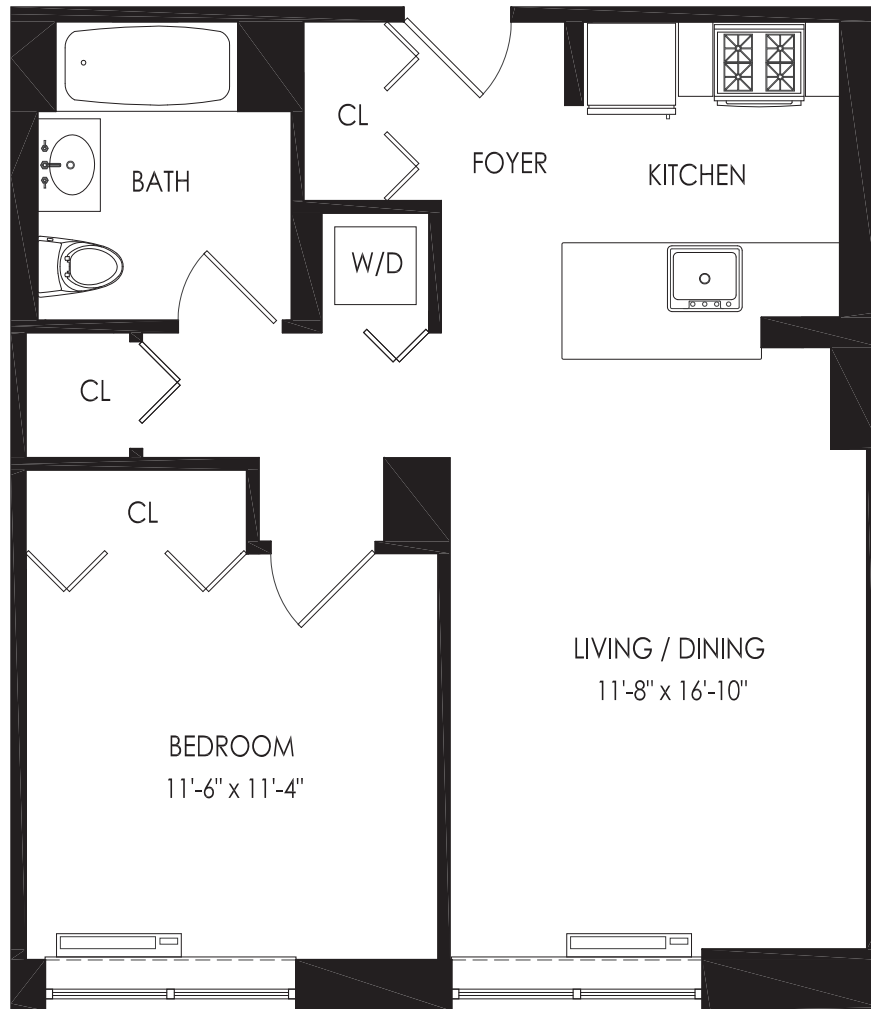 CL
FOYER
KITCHEN
BATH
W/D
CL
CL
LIVING / DINING
11'-8" x 16'-10"
BEDROOM
11'-6" x 11'-4"